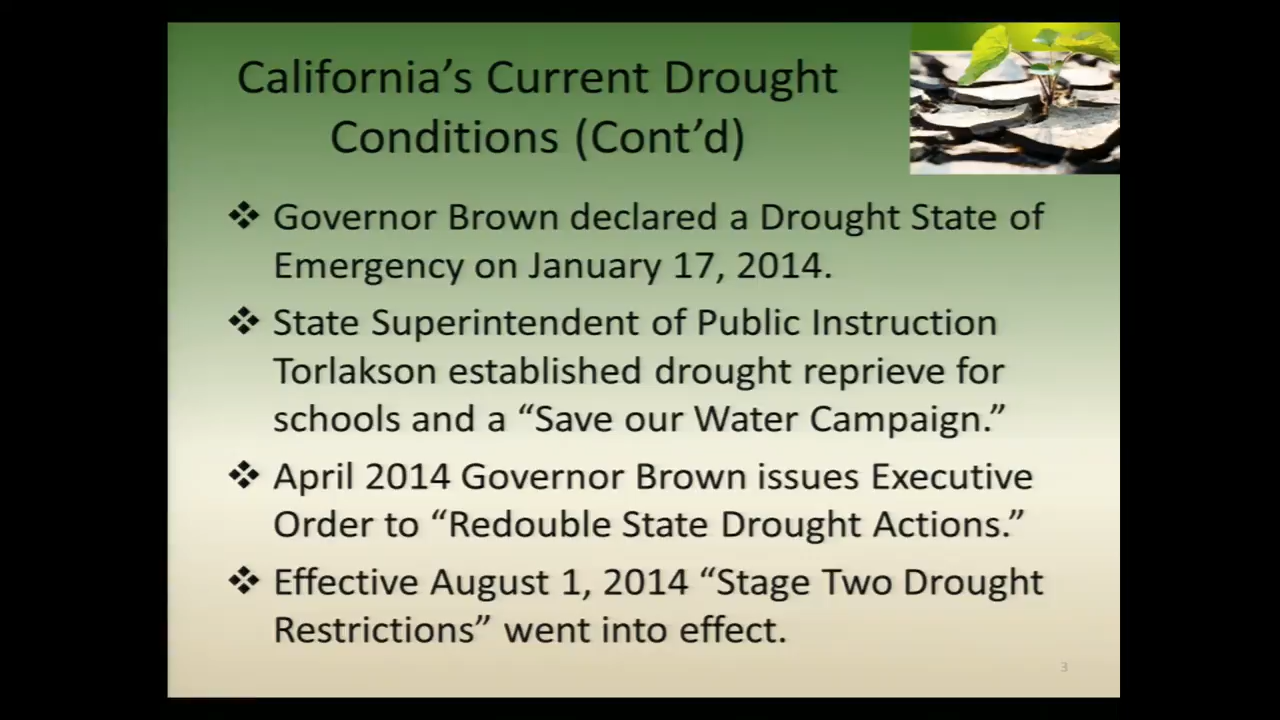 California’s Current Drought
Conditions (Cont’d)
❖ Governor Brown declared a Drought State of
Emergency on January 17, 2014.
❖ State Superintendent of Public Instruction
Torlakson established drought reprieve for
schools and a “Save our Water Campaign.”
❖ April 2014 Governor Brown issues Executive
Order to “Redouble State Drought Actions.”
❖ Effective August 1, 2014 “Stage Two Drought
Restrictions” went into effect.
3